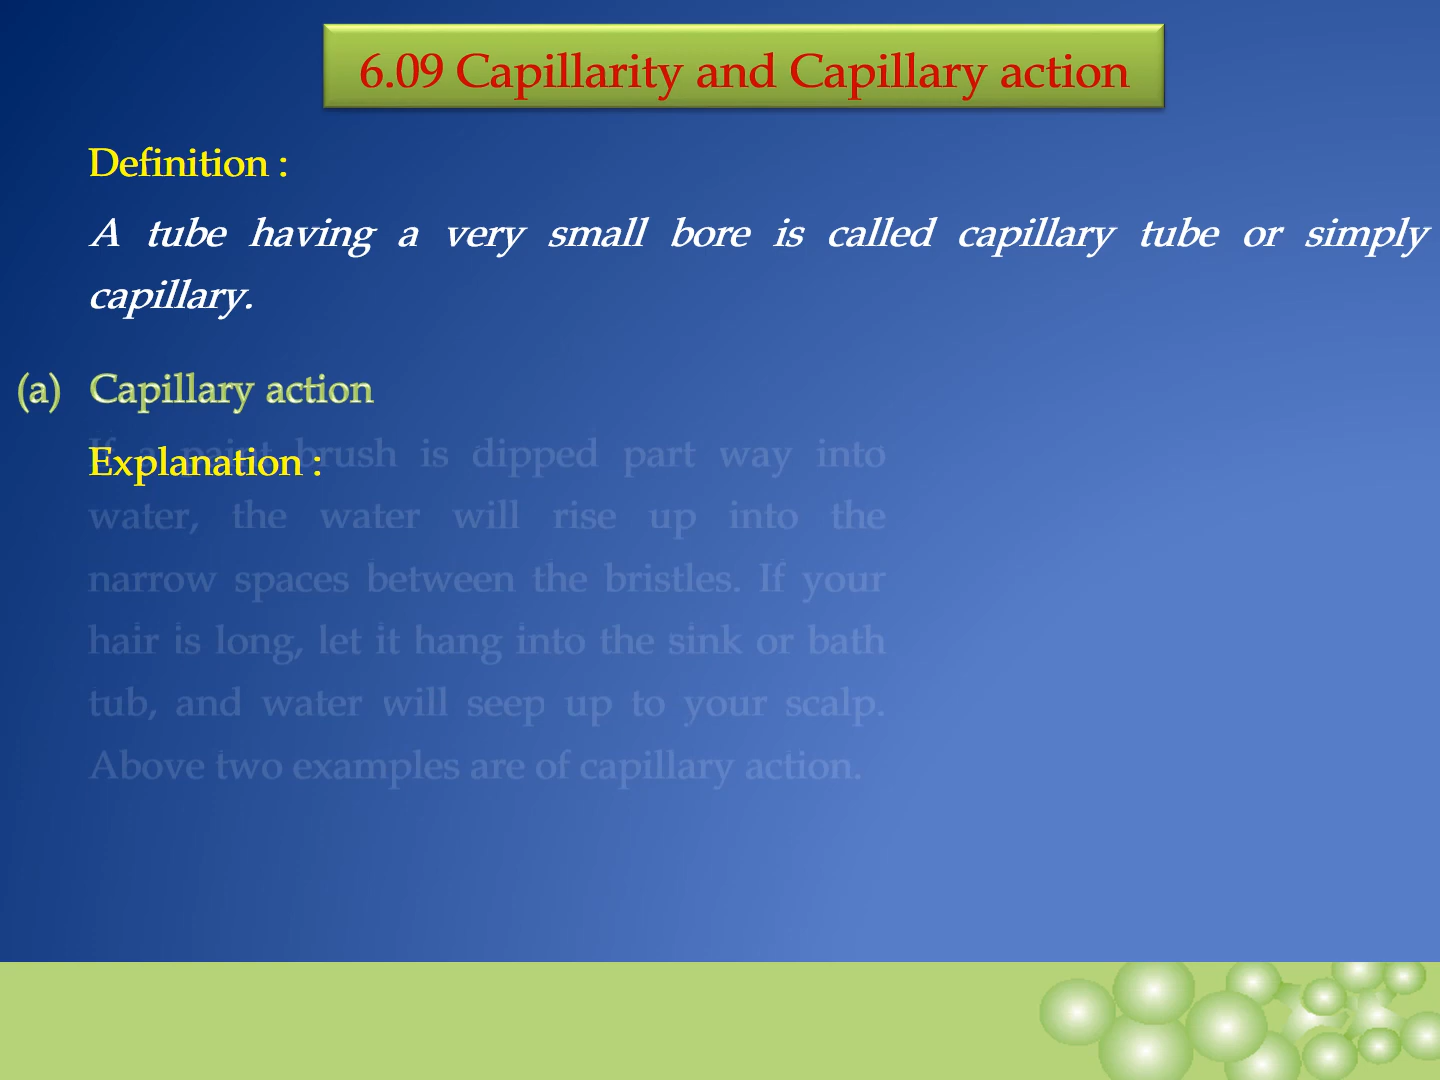 6.09 Capillarity and Capillary action
Definition :
A tube having a very small bore is called capillary tube or simply
capillary.
(a) Capillary action
Explanation :
If a paint brush is dipped part way into
water, the water will rise up into the
narrow spaces between the bristles. If your
hair is long, let it hang into the sink or bath
tub, and water will seep up to your scalp.
Above two examples are of capillary action.